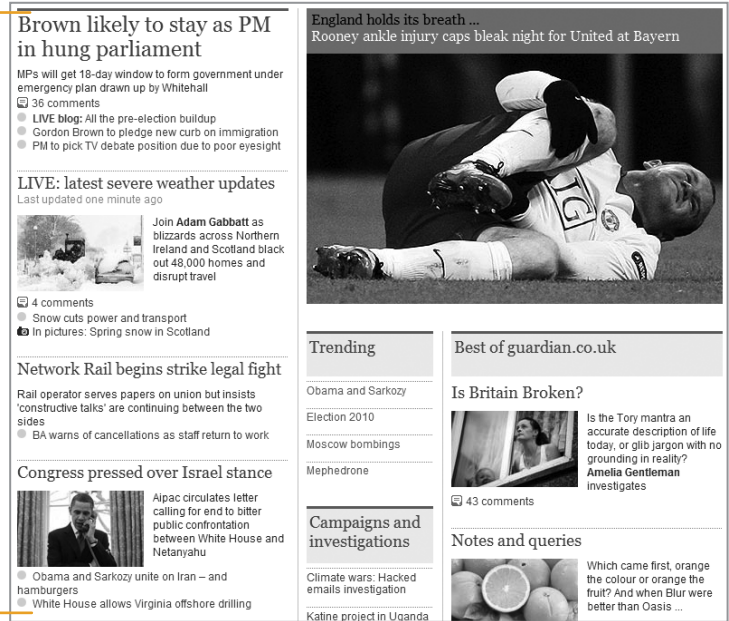 Brown likely to stay as PM
in hung parliament
MPs will get 18-day window to form government under
emergency plan drawn up by Whitehall
36 comments
LIVE blog: All the pre-election buildup
Gordon Brown to pledge new curb on immigration
PM to pick TV debate position due to poor eyesight
LIVE: latest severe weather updates
Last updated one minute ago
Join Adam Gabbatt as
blizzards across Northern
Ireland and Scotland black
out 48,000 homes and
disrupt travel
4 comments
Snow cuts power and transport
In pictures: Spring snow in Scotland
Network Rail begins strike legal fight
Rail operator serves papers on union but insists
'constructive talks' are continuing between the two
sides
BA warns of cancellations as staff return to work
Congress pressed over Israel stance
Aipac circulates letter
calling for end to bitter
public confrontation
between White House and
Netanyahu
Obama and Sarkozy unite on Iran – and
hamburgers
White House allows Virginia offshore drilling
England holds its breath ...
Rooney ankle injury caps bleak night for United at Bayern
AIG
Trending
Obama and Sarkozy
Election 2010
Moscow bombings
Mephedrone
Campaigns and
investigations
Climate wars: Hacked
emails investigation
Katine project in Uganda
Best of guardian.co.uk
Is Britain Broken?
Is the Tory mantra an
accurate description of life
today, or glib jargon with no
grounding in reality?
Amelia Gentleman
investigates
43 comments
Notes and queries
Which came first, orange
the colour or orange the
fruit? And when Blur were
better than Oasis ...